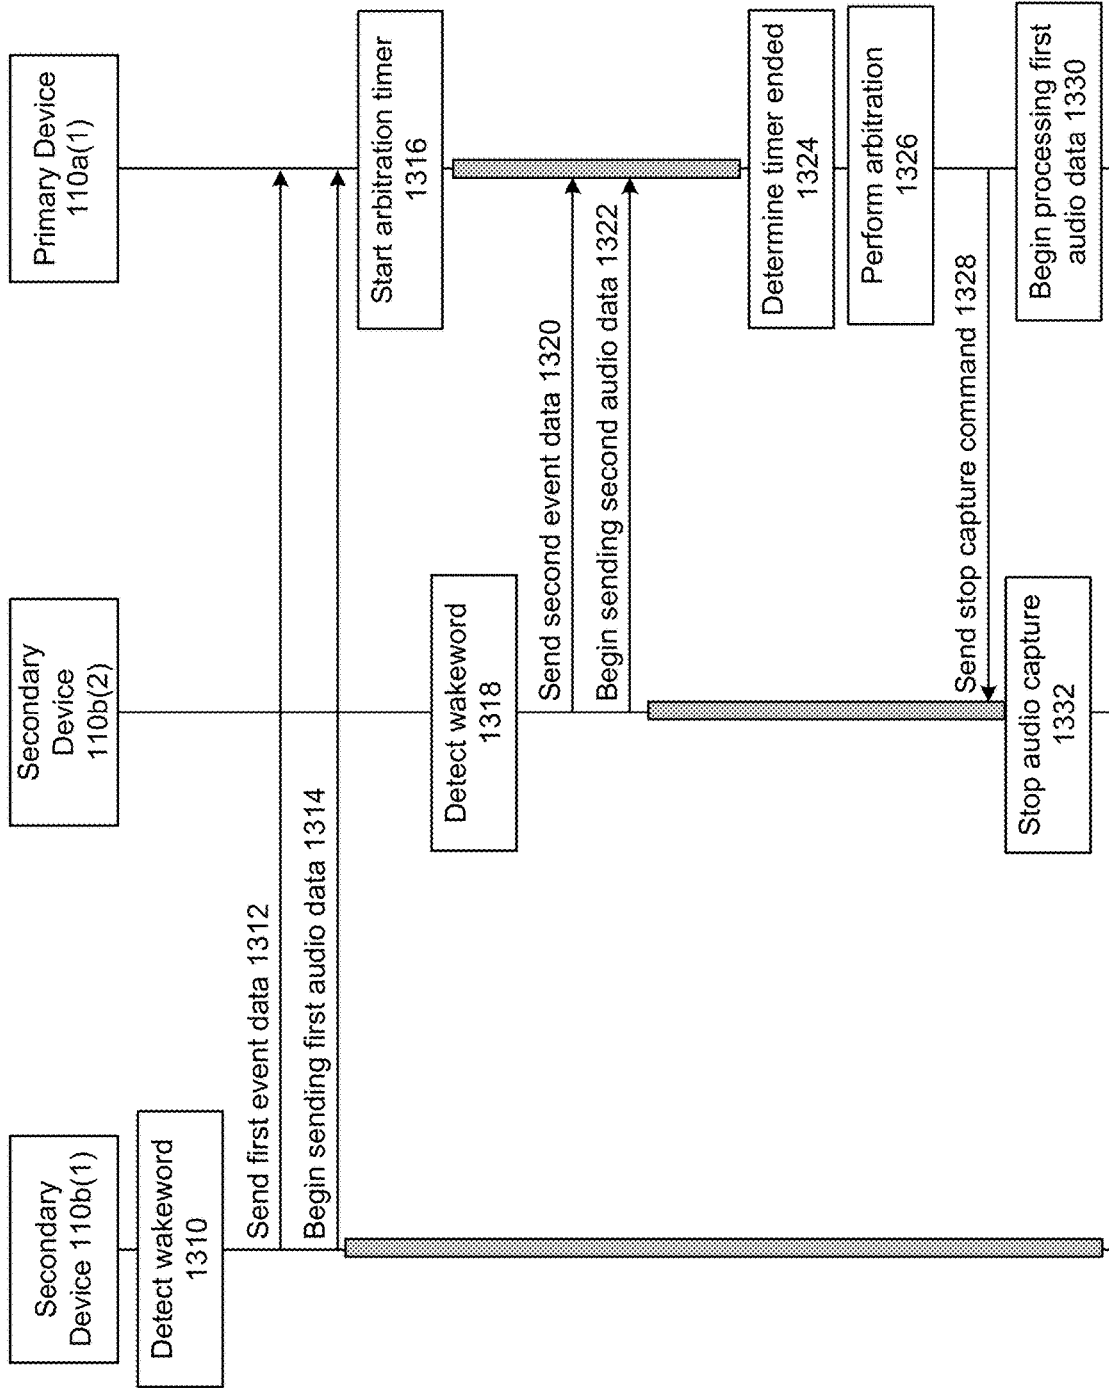 Secondary
Device 110b(1)
Secondary
Device
110b(2)
Primary Device
110a(1)
Detect wakeword
1310
Send first event data 1312
Begin sending first audio data 1314
Start arbitration timer
1316
Detect wakeword
1318
Send second event data 1320
Begin sending second audio data 1322
Determine timer ended
1324
Perform arbitration
1326
Send stop capture command 1328
Begin processing first
audio data 1330
Stop audio capture
1332